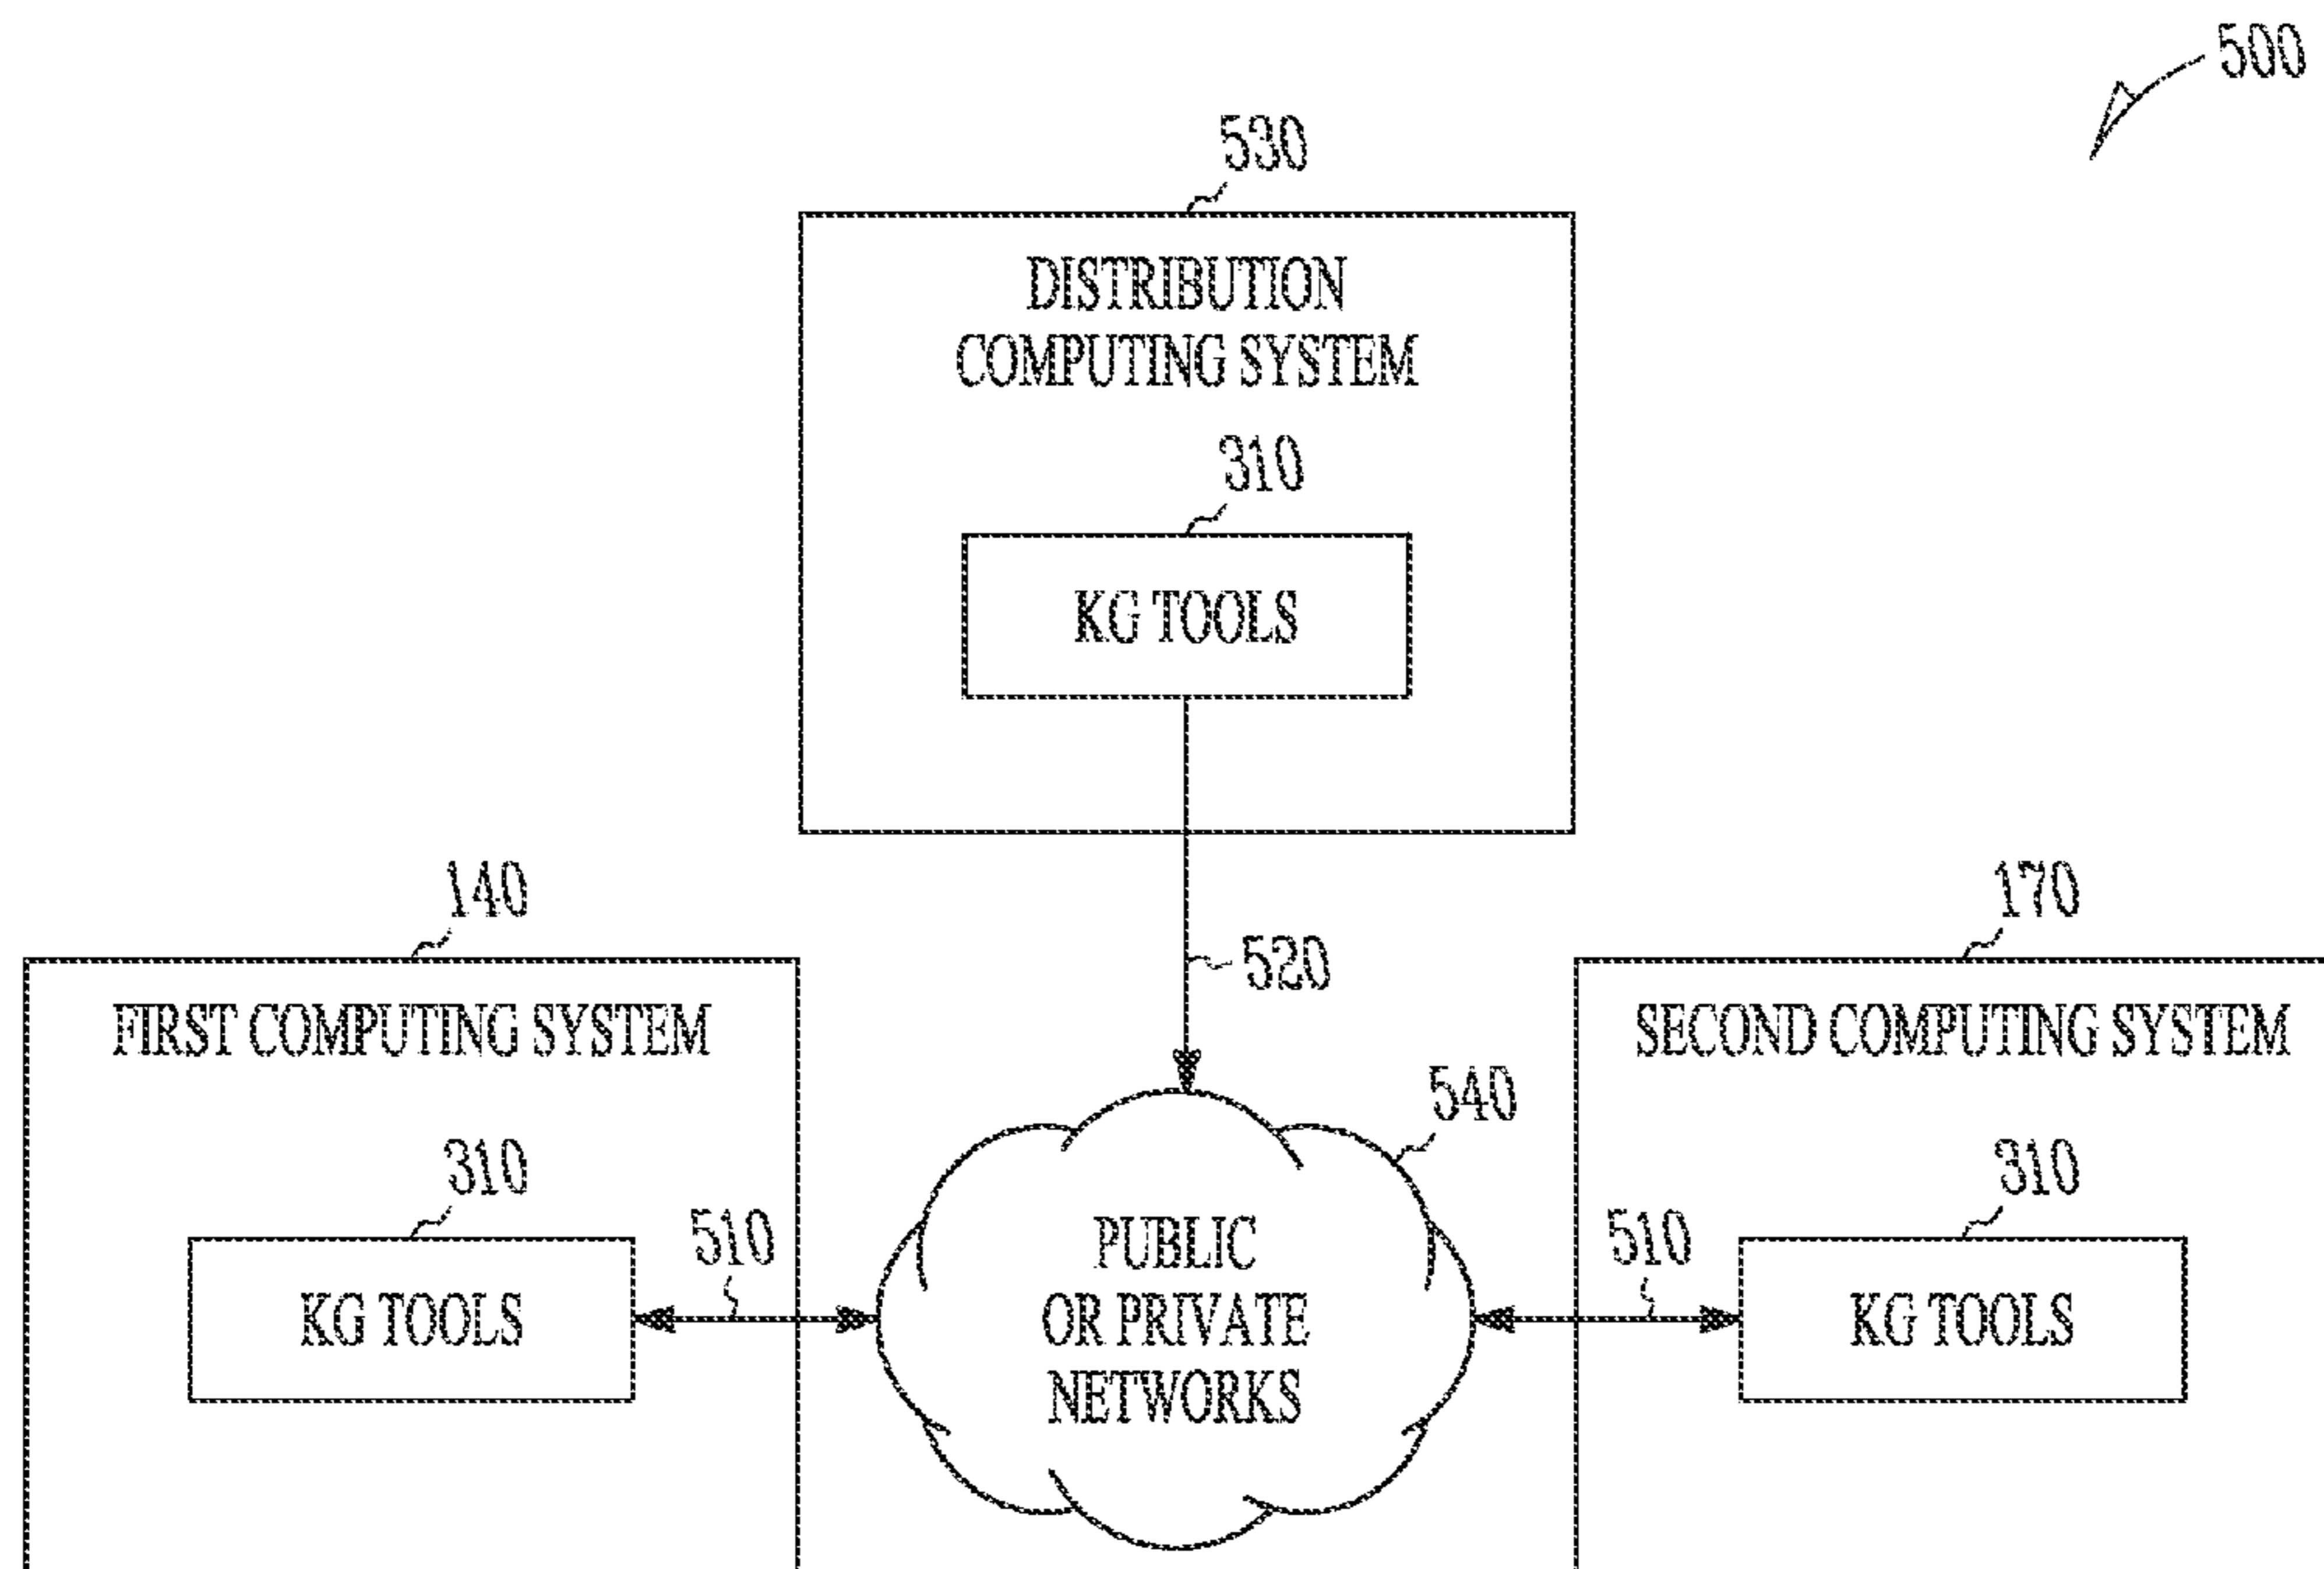 500
530
DISTRIBUTION
COMPUTING SYSTEM
310
KG TOOLS
140
170
520
FIRST COMPUTING SYSTEM
SECOND COMPUTING SYSTEM
540
310
310
510
510
PUBLIC
OR PRIVATE
NETWORKS
KG TOOLS
KG TOOLS